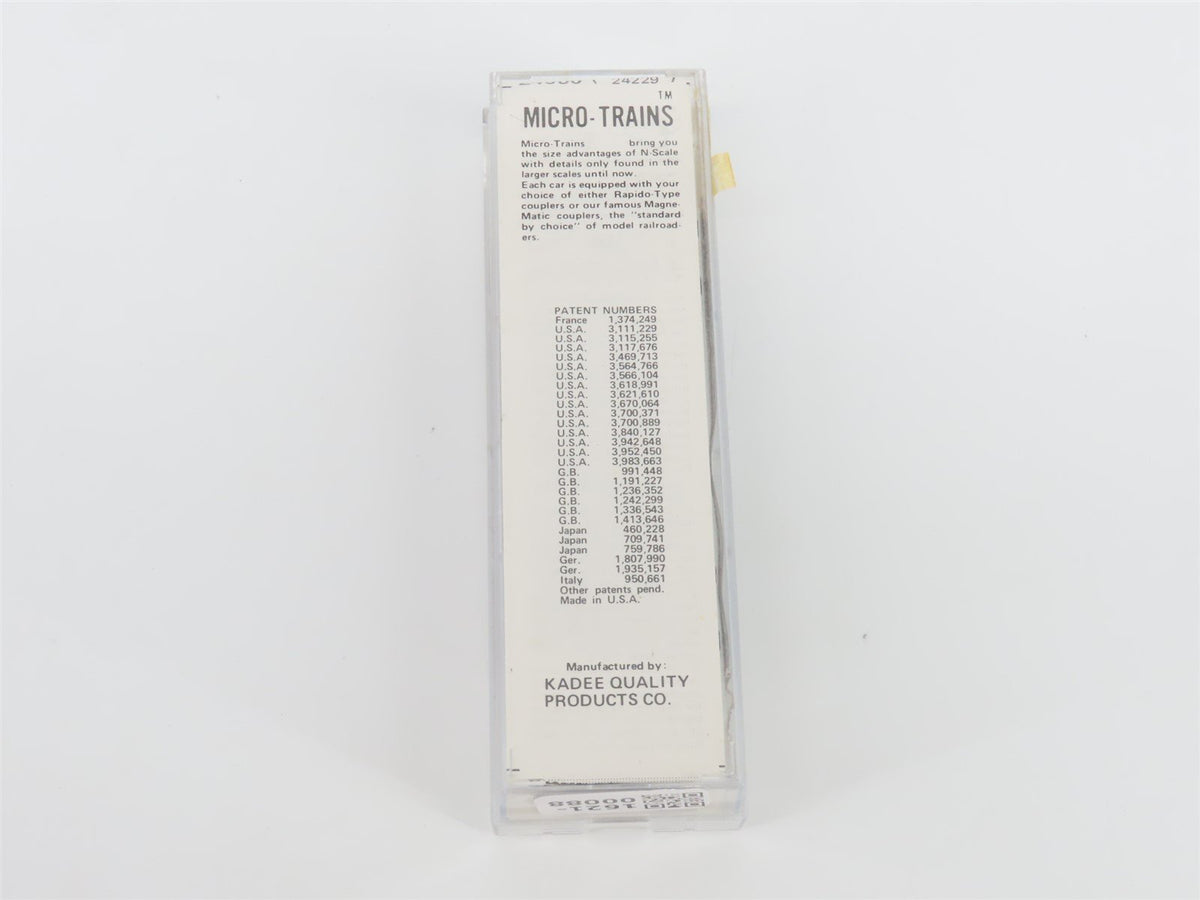 24229 7
TM
MICRO-TRAINS
Micro-Trains bring you
the size advantages of N-Scale
with details only found in the
larger scales until now.
Each car is equipped with your
choice of either Rapido-Type
couplers or our famous Magne-
Matic couplers, the "standard
by choice" of model railroad-
ers.
PATENT NUMBERS
France 1,374,249
U.S.A. 3,111,229
U.S.A. 3,115,255
U.S.A. 3,117,676
U.S.A. 3,469,713
U.S.A. 3,564,766
U.S.A. 3,566,104
U.S.A. 3,618,991
U.S.A. 3,621,610
U.S.A. 3,670,064
U.S.A. 3,700,371
U.S.A. 3,700,889
U.S.A. 3,840,127
U.S.A. 3,942,648
U.S.A. 3,952,450
U.S.A. 3,983,663
G.B. 991,448
G.B. 1,191,227
G.B. 1,236,352
G.B. 1,242,299
G.B. 1,336,543
G.B. 1,413,646
Japan 460,228
Japan 709,741
Japan 759,786
Ger. 1,807,990
Ger. 1,935,157
Italy 950,661
Other patents pend.
Made in U.S.A.
Manufactured by:
KADEE QUALITY
PRODUCTS CO.
1621-
00088